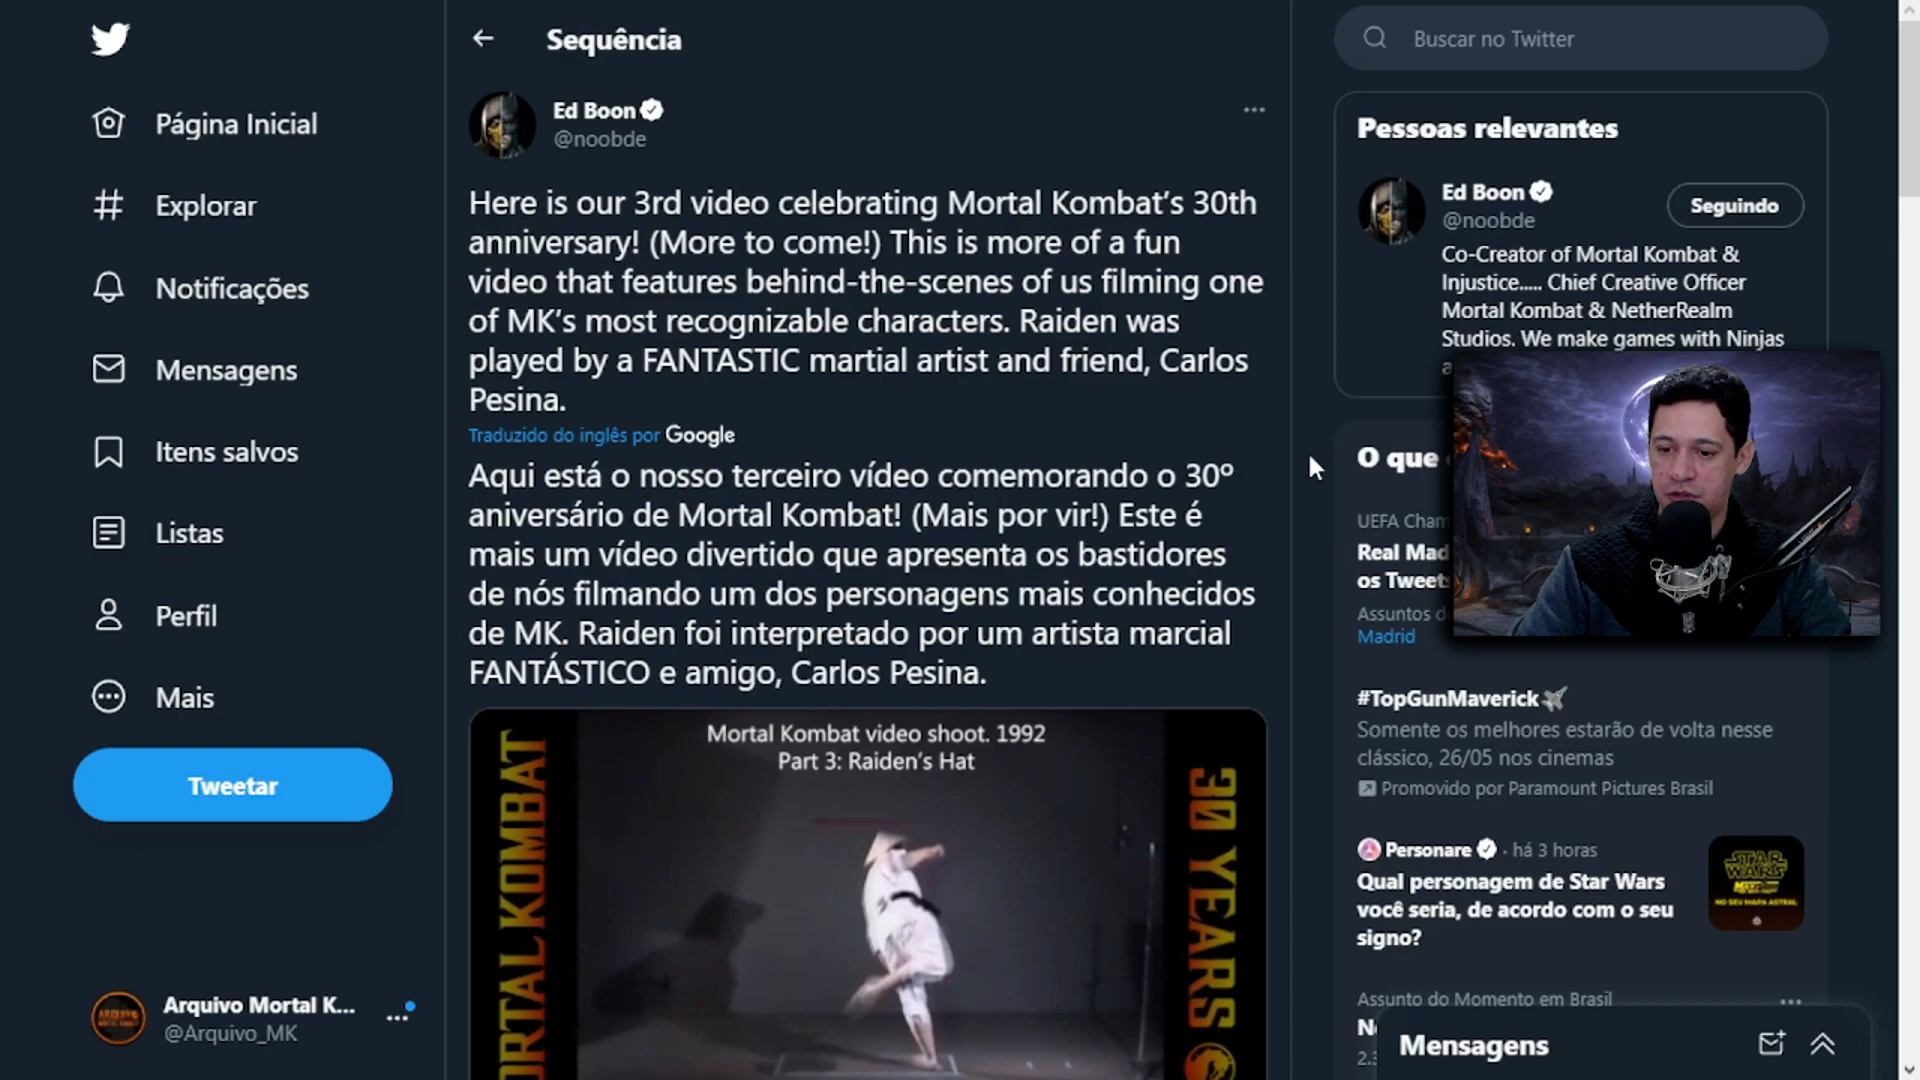 Sequência
Buscar no Twitter
Página Inicial
Explorar
Notificações
Mensagens
Itens salvos
Listas
Perfil
Mais
Tweetar
Arquivo Mortal K...
@Arquivo_MK
Ed Boon
@noobde
Here is our 3rd video celebrating Mortal Kombat’s 30th
anniversary! (More to come!) This is more of a fun
video that features behind-the-scenes of us filming one
of MK’s most recognizable characters. Raiden was
played by a FANTASTIC martial artist and friend, Carlos
Pesina.
Traduzido do inglês por Google
Aqui está o nosso terceiro vídeo comemorando o 30º
aniversário de Mortal Kombat! (Mais por vir!) Este é
mais um vídeo divertido que apresenta os bastidores
de nós filmando um dos personagens mais conhecidos
de MK. Raiden foi interpretado por um artista marcial
FANTÁSTICO e amigo, Carlos Pesina.
Mortal Kombat video shoot. 1992
Part 3: Raiden’s Hat
ORTAL KOMBAT
30 YEARS
Pessoas relevantes
Ed Boon
@noobde
Seguindo
Co-Creator of Mortal Kombat &
Injustice..... Chief Creative Officer
Mortal Kombat & NetherRealm
Studios. We make games with Ninjas
O que
UEFA Cham
Real Mad
os Tweets
Assuntos d
Madrid
#TopGunMaverick
Somente os melhores estarão de volta nesse
clássico, 26/05 nos cinemas
Promovido por Paramount Pictures Brasil
Personare · há 3 horas
Qual personagem de Star Wars
você seria, de acordo com o seu
signo?
STAR
WARS
NO SEU MAPA ASTRAL
Assunto do Momento em Brasil
Mensagens